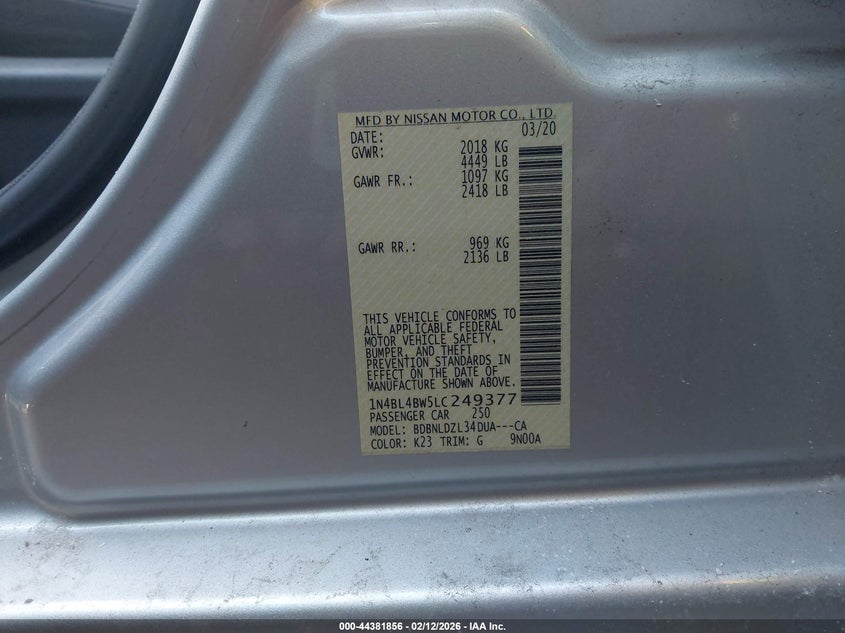 MFD BY NISSAN MOTOR CO., LTD.
DATE: 03/20
GVWR: 2018 KG
4449 LB
GAWR FR.: 1097 KG
2418 LB
GAWR RR.: 969 KG
2136 LB
THIS VEHICLE CONFORMS TO
ALL APPLICABLE FEDERAL
MOTOR VEHICLE SAFETY,
BUMPER, AND THEFT
PREVENTION STANDARDS IN
EFFECT ON THE DATE OF
MANUFACTURE SHOWN ABOVE.
1N4BL4BW5LC249377
PASSENGER CAR 250
MODEL: BDBNLDZL34DUA---CA
COLOR: K23 TRIM: G 9N00A
000-44381856 - 02/12/2026 - IAA Inc.